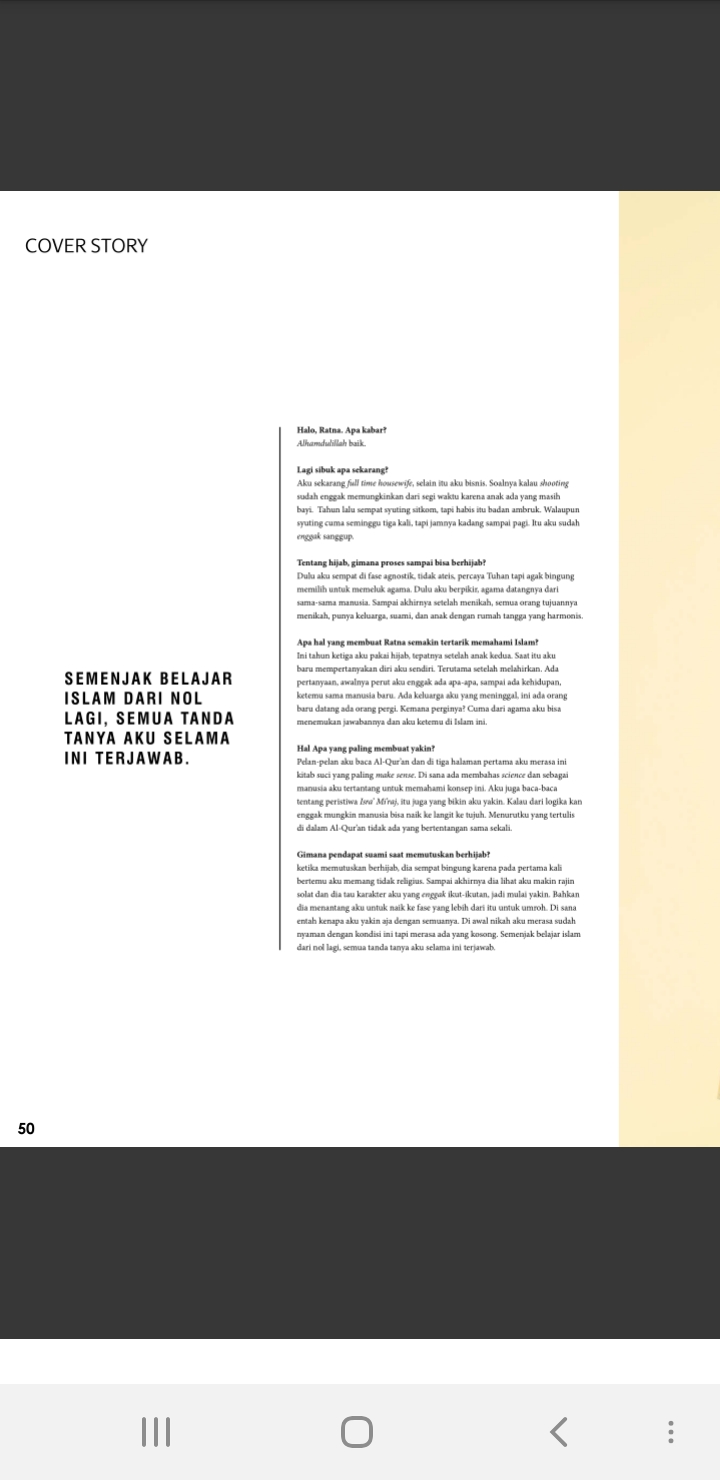 COVER STORY
Halo, Ratna. Apa kabar?
Alhamdulillah baik.
Lagi sibuk apa sekarang?
Aku sekarang full time housewife, selain itu aku bisnis. Soalnya kalau shooting
sudah enggak memungkinkan dari segi waktu karena anak ada yang masih
bayi. Tahun lalu sempat syuting sitkom, tapi habis itu badan ambruk. Walaupun
syuting cuma seminggu tiga kali, tapi jamnya kadang sampai pagi. Itu aku sudah
enggak sanggup.
Tentang hijab, gimana proses sampai bisa berhijab?
Dulu aku sempat di fase agnostik, tidak ateis, percaya Tuhan tapi agak bingung
memilih untuk memeluk agama. Dulu aku berpikir, agama datangnya dari
sama-sama manusia. Sampai akhirnya setelah menikah, semua orang tujuannya
menikah, punya keluarga, suami, dan anak dengan rumah tangga yang harmonis.
Apa hal yang membuat Ratna semakin tertarik memahami Islam?
Ini tahun ketiga aku pakai hijab, tepatnya setelah anak kedua. Saat itu aku
baru mempertanyakan diri aku sendiri. Terutama setelah melahirkan. Ada
pertanyaan, awalnya perut aku enggak ada apa-apa, sampai ada kehidupan,
ketemu sama manusia baru. Ada keluarga aku yang meninggal, ini ada orang
baru datang ada orang pergi. Kemana perginya? Cuma dari agama aku bisa
menemukan jawabannya dan aku ketemu di Islam ini.
Hal Apa yang paling membuat yakin?
Pelan-pelan aku baca Al-Qur'an dan di tiga halaman pertama aku merasa ini
kitab suci yang paling make sense. Di sana ada membahas science dan sebagai
manusia aku tertantang untuk memahami konsep ini. Aku juga baca-baca
tentang peristiwa Isra' Mi'raj, itu juga yang bikin aku yakin. Kalau dari logika kan
enggak mungkin manusia bisa naik ke langit ke tujuh. Menurutku yang tertulis
di dalam Al-Qur'an tidak ada yang bertentangan sama sekali.
Gimana pendapat suami saat memutuskan berhijab?
ketika memutuskan berhijab, dia sempat bingung karena pada pertama kali
bertemu aku memang tidak religius. Sampai akhirnya dia lihat aku makin rajin
solat dan dia tau karakter aku yang enggak ikut-ikutan, jadi mulai yakin. Bahkan
dia menantang aku untuk naik ke fase yang lebih dari itu untuk umroh. Di sana
entah kenapa aku yakin aja dengan semuanya. Di awal nikah aku merasa sudah
nyaman dengan kondisi ini tapi merasa ada yang kosong. Semenjak belajar islam
dari nol lagi, semua tanda tanya aku selama ini terjawab.
SEMENJAK BELAJAR
ISLAM DARI NOL
LAGI, SEMUA TANDA
TANYA AKU SELAMA
INI TERJAWAB.
50